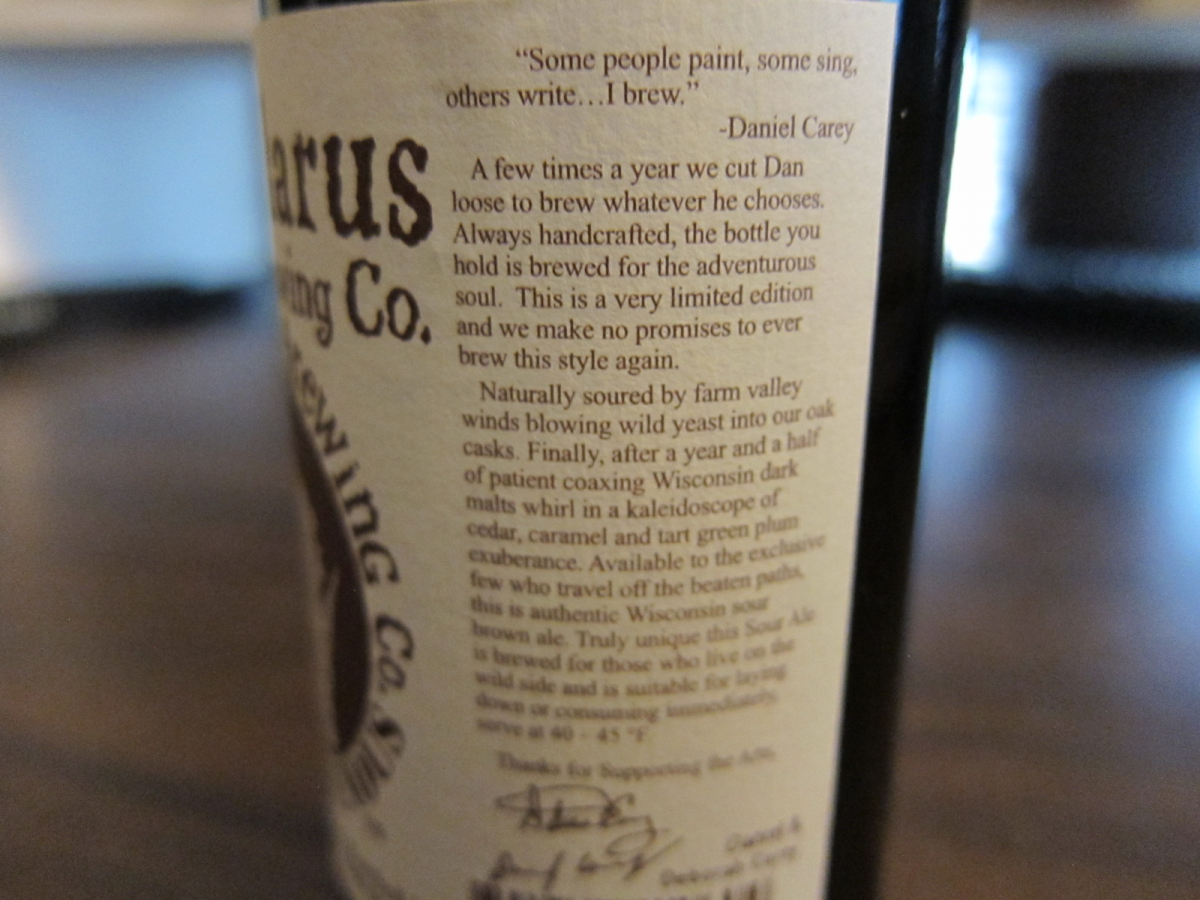 “Some people paint, some sing,
others write…I brew.”
-Daniel Carey
A few times a year we cut Dan
loose to brew whatever he chooses.
Always handcrafted, the bottle you
hold is brewed for the adventurous
soul. This is a very limited edition
and we make no promises to ever
brew this style again.
Naturally soured by farm valley
winds blowing wild yeast into our oak
casks. Finally, after a year and a half
of patient coaxing Wisconsin dark
malts whirl in a kaleidoscope of
cedar, caramel and tart green plum
exuberance. Available to the exclusive
few who travel off the beaten paths,
this is authentic Wisconsin sour
brown ale. Truly unique this Sour Ale
is brewed for those who live on the
wild side and is suitable for laying
down or consuming immediately,
serve at 40 - 45 °F.
Thanks for Supporting the Arts,
Deborah Carey
arus
ing Co.
rewing Co.